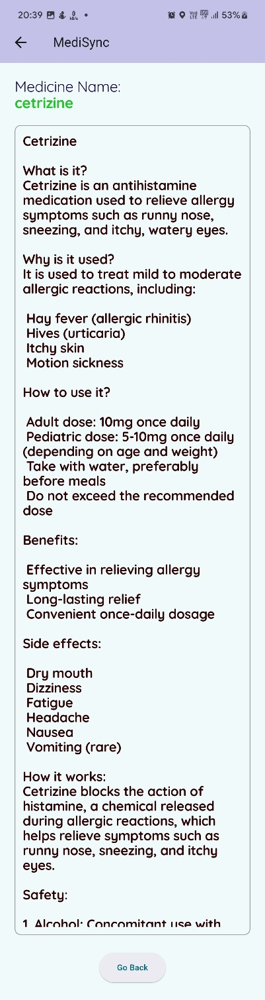 20:39
53%
MediSync
Medicine Name:
cetrizine
Cetrizine
What is it?
Cetrizine is an antihistamine
medication used to relieve allergy
symptoms such as runny nose,
sneezing, and itchy, watery eyes.
Why is it used?
It is used to treat mild to moderate
allergic reactions, including:
Hay fever (allergic rhinitis)
Hives (urticaria)
Itchy skin
Motion sickness
How to use it?
Adult dose: 10mg once daily
Pediatric dose: 5-10mg once daily
(depending on age and weight)
Take with water, preferably
before meals
Do not exceed the recommended
dose
Benefits:
Effective in relieving allergy
symptoms
Long-lasting relief
Convenient once-daily dosage
Side effects:
Dry mouth
Dizziness
Fatigue
Headache
Nausea
Vomiting (rare)
How it works:
Cetrizine blocks the action of
histamine, a chemical released
during allergic reactions, which
helps relieve symptoms such as
runny nose, sneezing, and itchy
eyes.
Safety:
1. Alcohol: Concomitant use with
Go Back